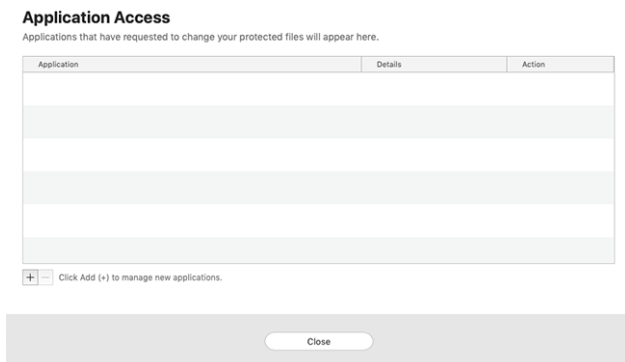 Application Access
Applications that have requested to change your protected files will appear here.
Application Details Action
+ − Click Add (+) to manage new applications.
Close